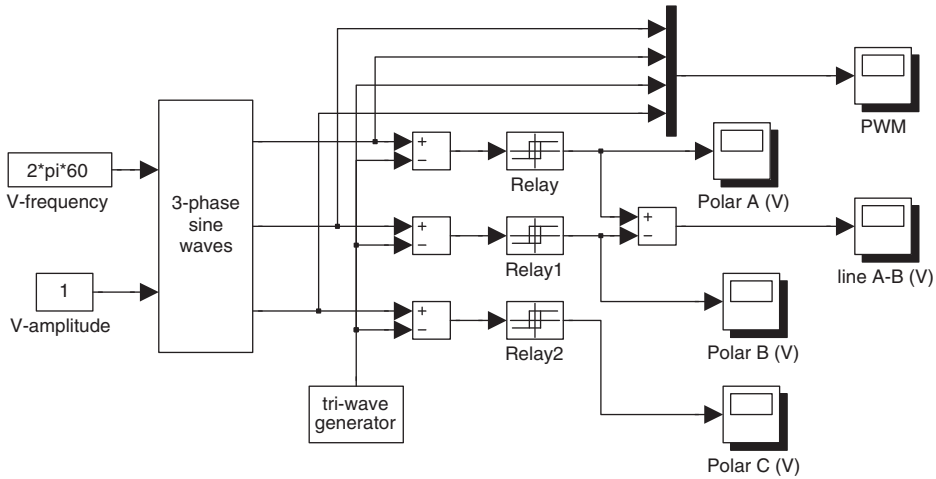 PWM
2*pi*60
V-frequency
3-phase
sine
waves
+
−
Relay
Polar A (V)
+
−
1
V-amplitude
+
−
Relay1
line A-B (V)
+
−
Relay2
Polar B (V)
tri-wave
generator
Polar C (V)